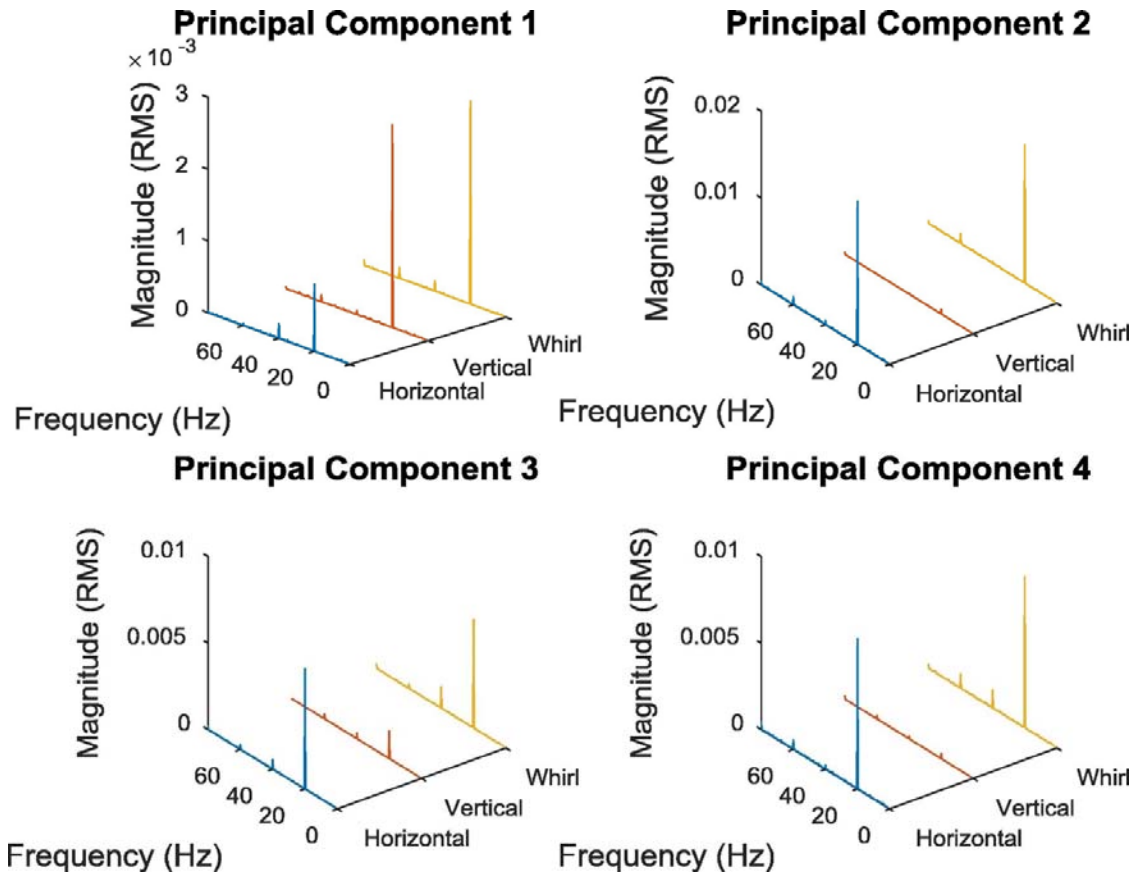 Principal Component 1
× 10 -3
Magnitude (RMS)
3
2
1
0
60
40
20
0
Frequency (Hz)
Horizontal
Vertical
Whirl
Principal Component 2
Magnitude (RMS)
0.02
0.01
0
60
40
20
0
Frequency (Hz)
Horizontal
Vertical
Whirl
Principal Component 3
Magnitude (RMS)
0.01
0.005
0
60
40
20
0
Frequency (Hz)
Horizontal
Vertical
Whirl
Principal Component 4
Magnitude (RMS)
0.01
0.005
0
60
40
20
0
Frequency (Hz)
Horizontal
Vertical
Whirl